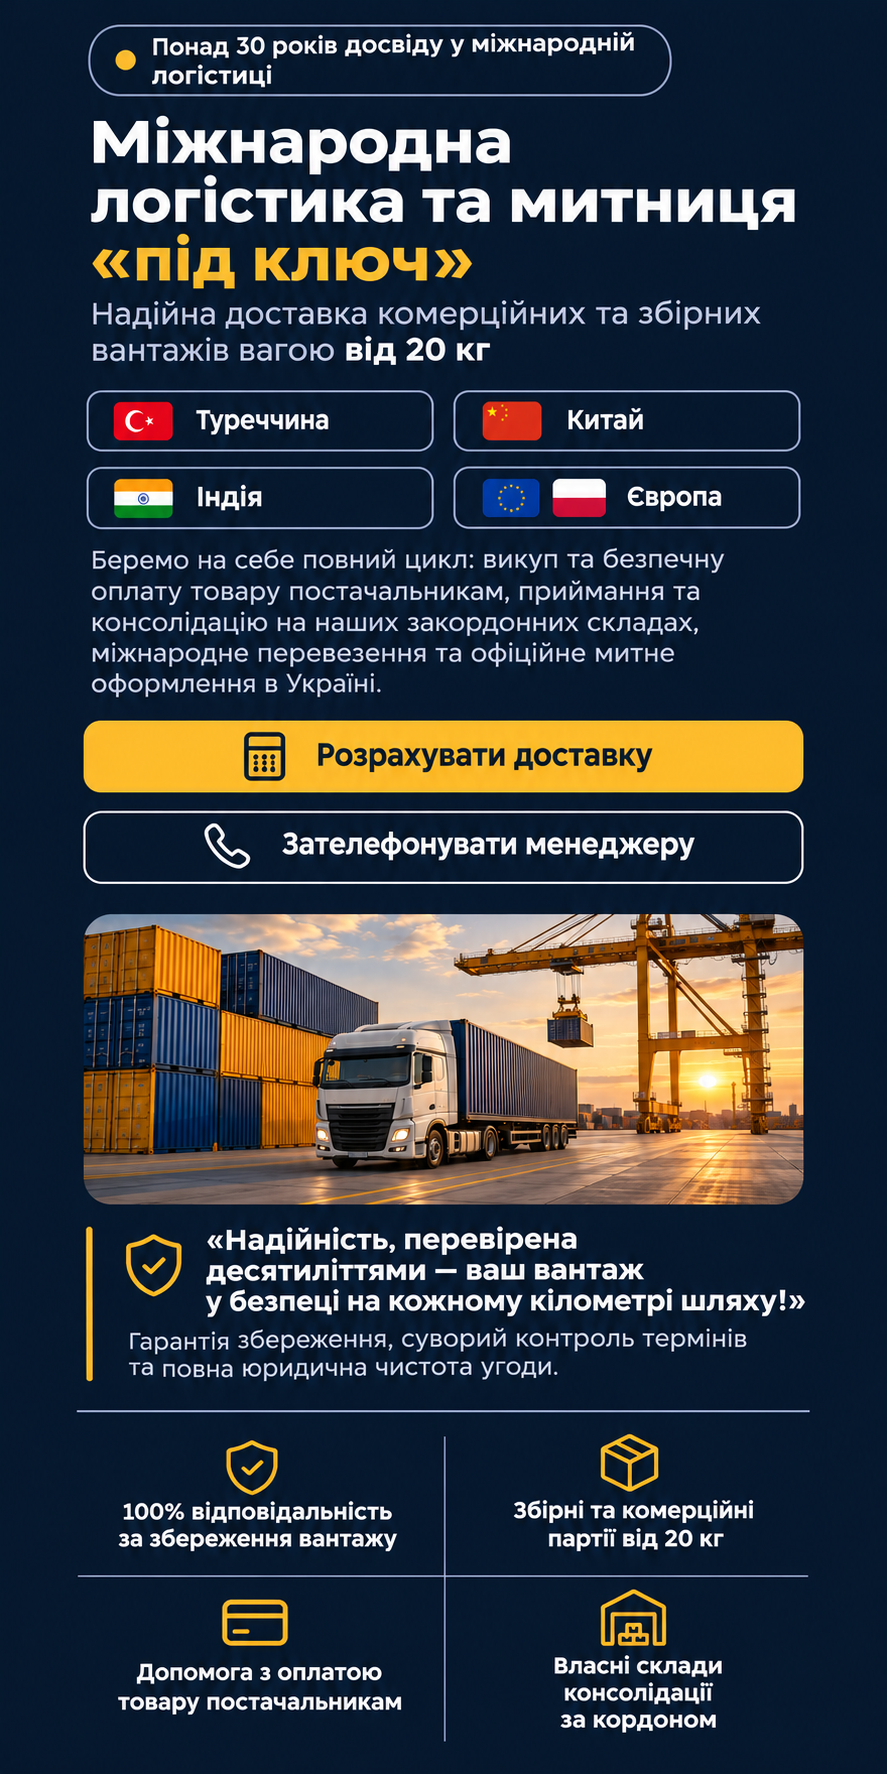 Понад 30 років досвіду у міжнародній
логістиці
Міжнародна
логістика та митниця
«під ключ»
Надійна доставка комерційних та збірних
вантажів вагою від 20 кг
Туреччина
Китай
Індія
Європа
Беремо на себе повний цикл: викуп та безпечну
оплату товару постачальникам, приймання та
консолідацію на наших закордонних складах,
міжнародне перевезення та офіційне митне
оформлення в Україні.
Розрахувати доставку
Зателефонувати менеджеру
«Надійність, перевірена
десятиліттями — ваш вантаж
у безпеці на кожному кілометрі шляху!»
Гарантія збереження, суворий контроль термінів
та повна юридична чистота угоди.
100% відповідальність
за збереження вантажу
Збірні та комерційні
партії від 20 кг
Допомога з оплатою
товару постачальникам
Власні склади
консолідації
за кордоном